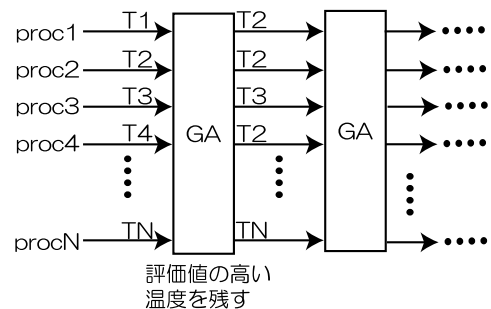 proc1 T1 T2
proc2 T2 T2
proc3 T3 T3
proc4 T4 T2
GA GA
procN TN TN
評価値の高い
温度を残す